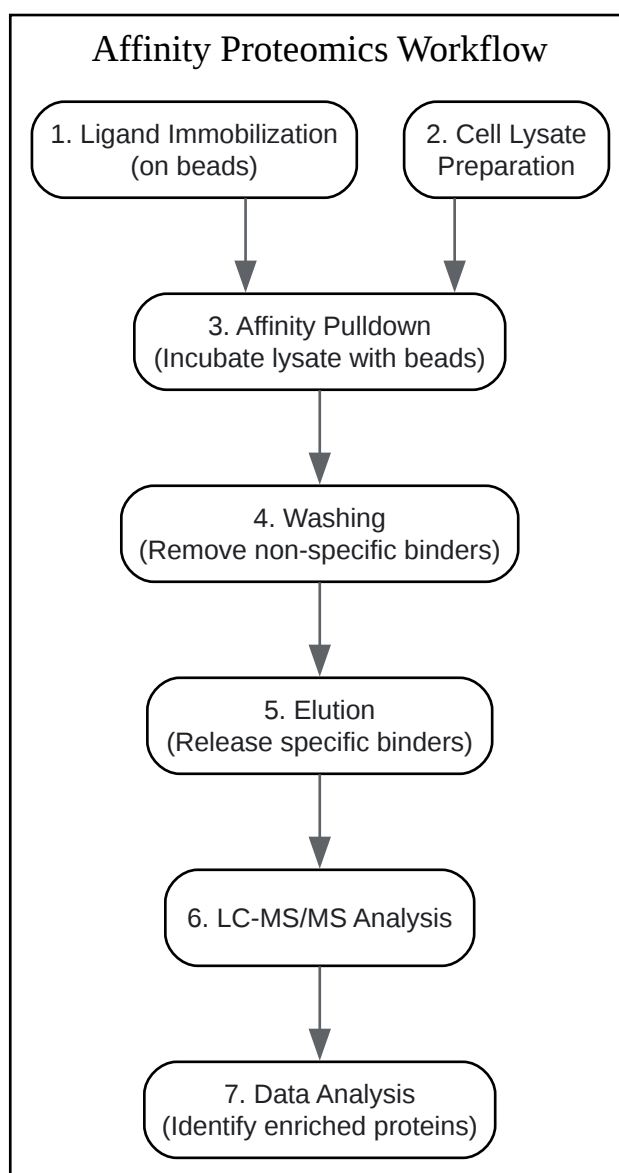 Affinity Proteomics Workflow
1. Ligand Immobilization
(on beads)
2. Cell Lysate
Preparation
3. Affinity Pulldown
(Incubate lysate with beads)
4. Washing
(Remove non-specific binders)
5. Elution
(Release specific binders)
6. LC-MS/MS Analysis
7. Data Analysis
(Identify enriched proteins)